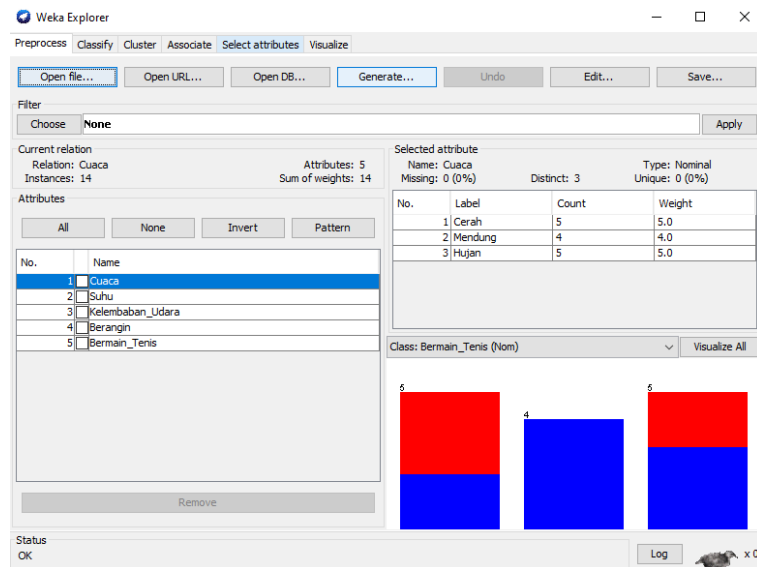 Weka Explorer
Preprocess Classify Cluster Associate Select attributes Visualize
Open file... Open URL... Open DB... Generate... Undo Edit... Save...
Filter
Choose None Apply
Current relation
Relation: Cuaca Attributes: 5
Instances: 14 Sum of weights: 14
Attributes
All None Invert Pattern
No. Name
1 Cuaca
2 Suhu
3 Kelembaban_Udara
4 Berangin
5 Bermain_Tenis
Remove
Selected attribute
Name: Cuaca Type: Nominal
Missing: 0 (0%) Distinct: 3 Unique: 0 (0%)
No. Label Count Weight
1 Cerah 5 5.0
2 Mendung 4 4.0
3 Hujan 5 5.0
Class: Bermain_Tenis (Nom) Visualize All
5 4 5
Status
OK Log x 0